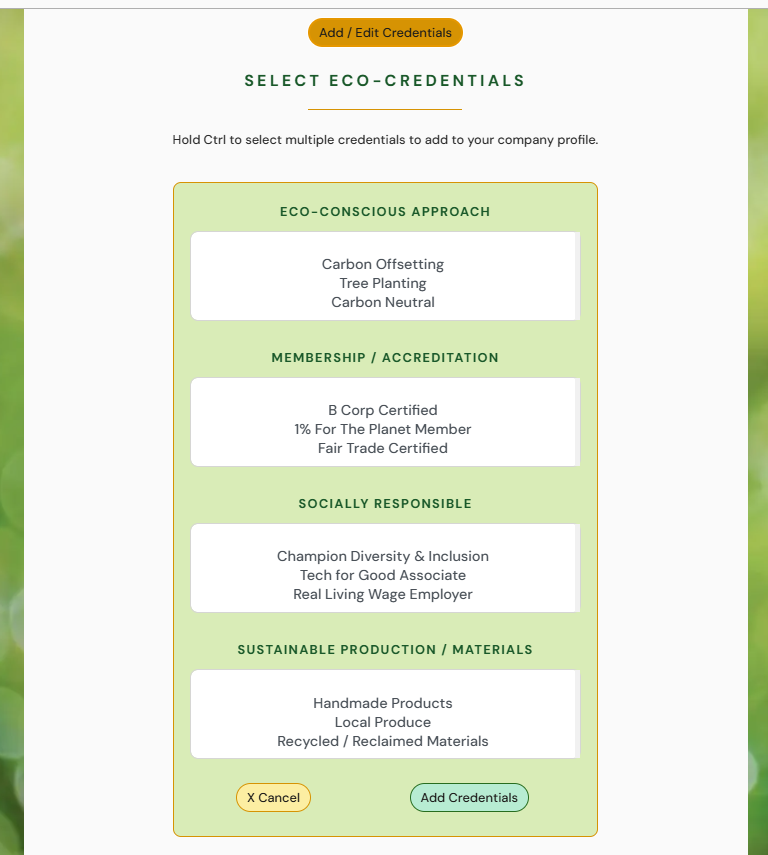 Add / Edit Credentials
SELECT ECO-CREDENTIALS
Hold Ctrl to select multiple credentials to add to your company profile.
ECO-CONSCIOUS APPROACH
Carbon Offsetting
Tree Planting
Carbon Neutral
MEMBERSHIP / ACCREDITATION
B Corp Certified
1% For The Planet Member
Fair Trade Certified
SOCIALLY RESPONSIBLE
Champion Diversity & Inclusion
Tech for Good Associate
Real Living Wage Employer
SUSTAINABLE PRODUCTION / MATERIALS
Handmade Products
Local Produce
Recycled / Reclaimed Materials
X Cancel
Add Credentials